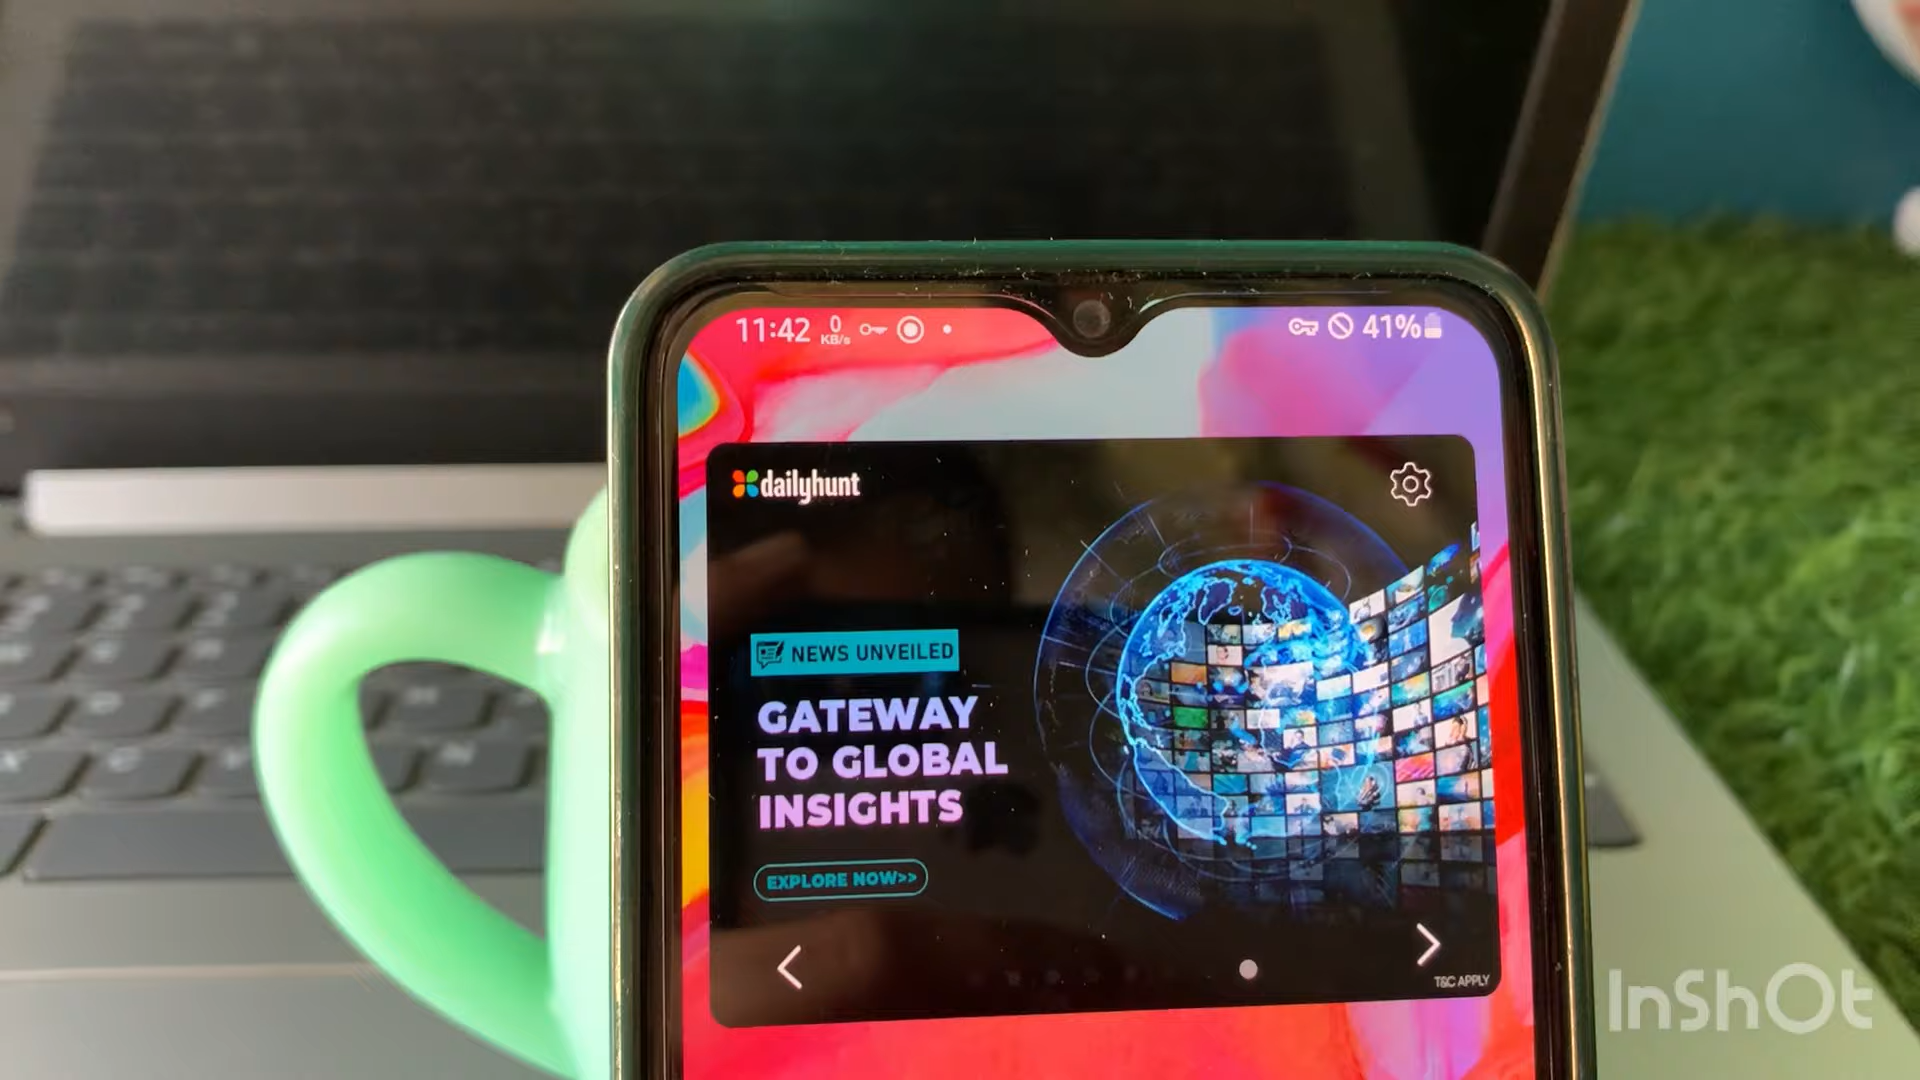 11:42 0 KB/s 41%
dailyhunt
NEWS UNVEILED
GATEWAY
TO GLOBAL
INSIGHTS
EXPLORE NOW>>
T&C APPLY
InShOt